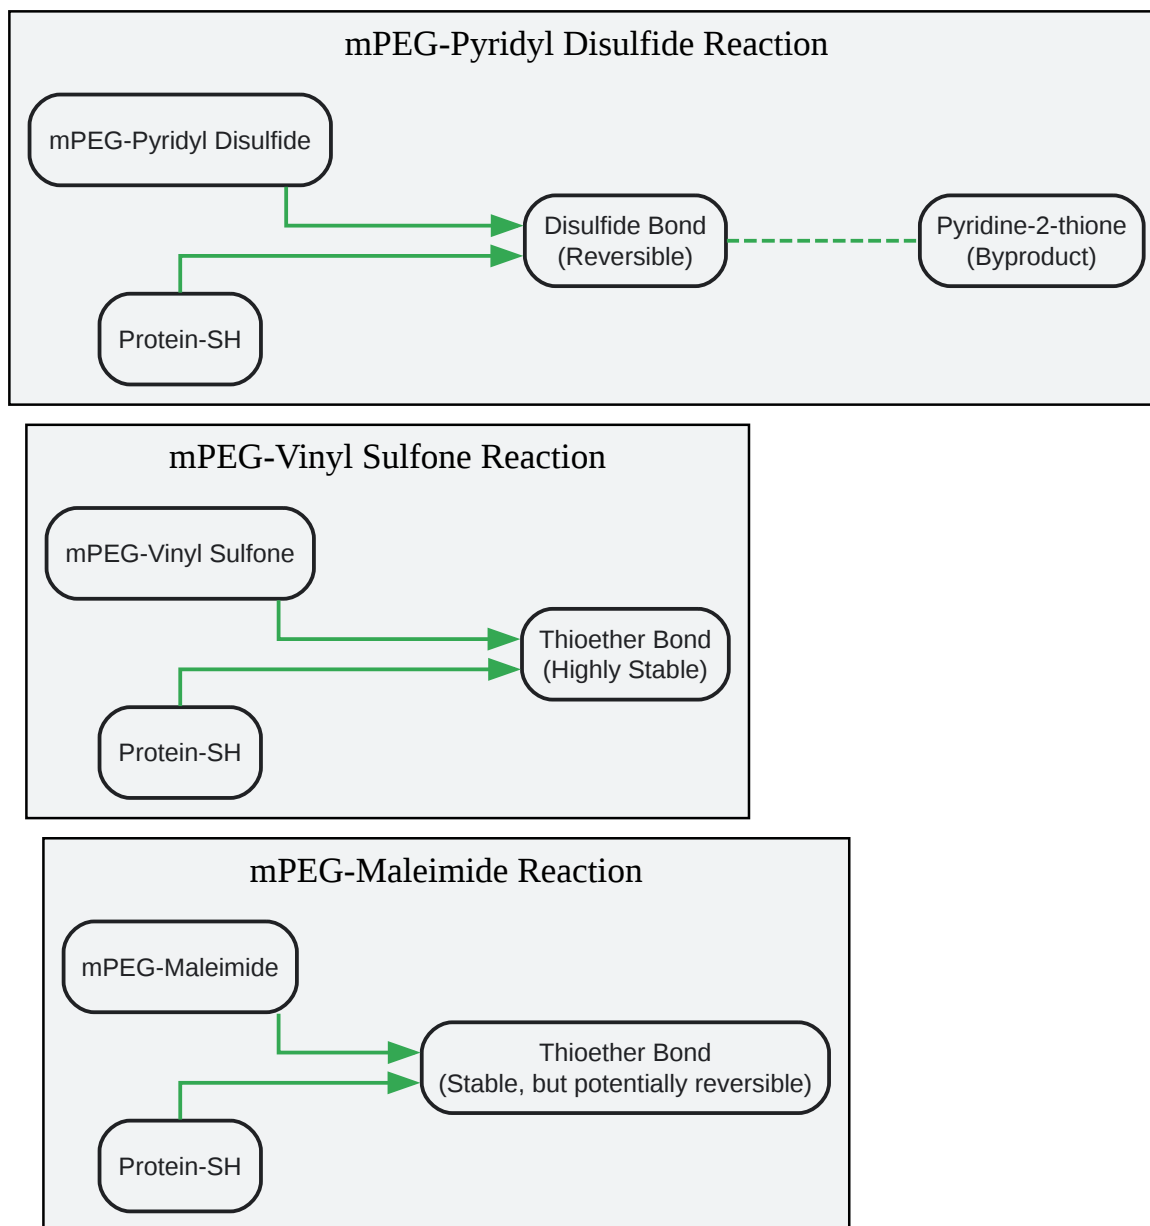 mPEG-Pyridyl Disulfide Reaction
mPEG-Pyridyl Disulfide
Disulfide Bond
(Reversible)
Pyridine-2-thione
(Byproduct)
Protein-SH
mPEG-Vinyl Sulfone Reaction
mPEG-Vinyl Sulfone
Thioether Bond
(Highly Stable)
Protein-SH
mPEG-Maleimide Reaction
mPEG-Maleimide
Thioether Bond
(Stable, but potentially reversible)
Protein-SH